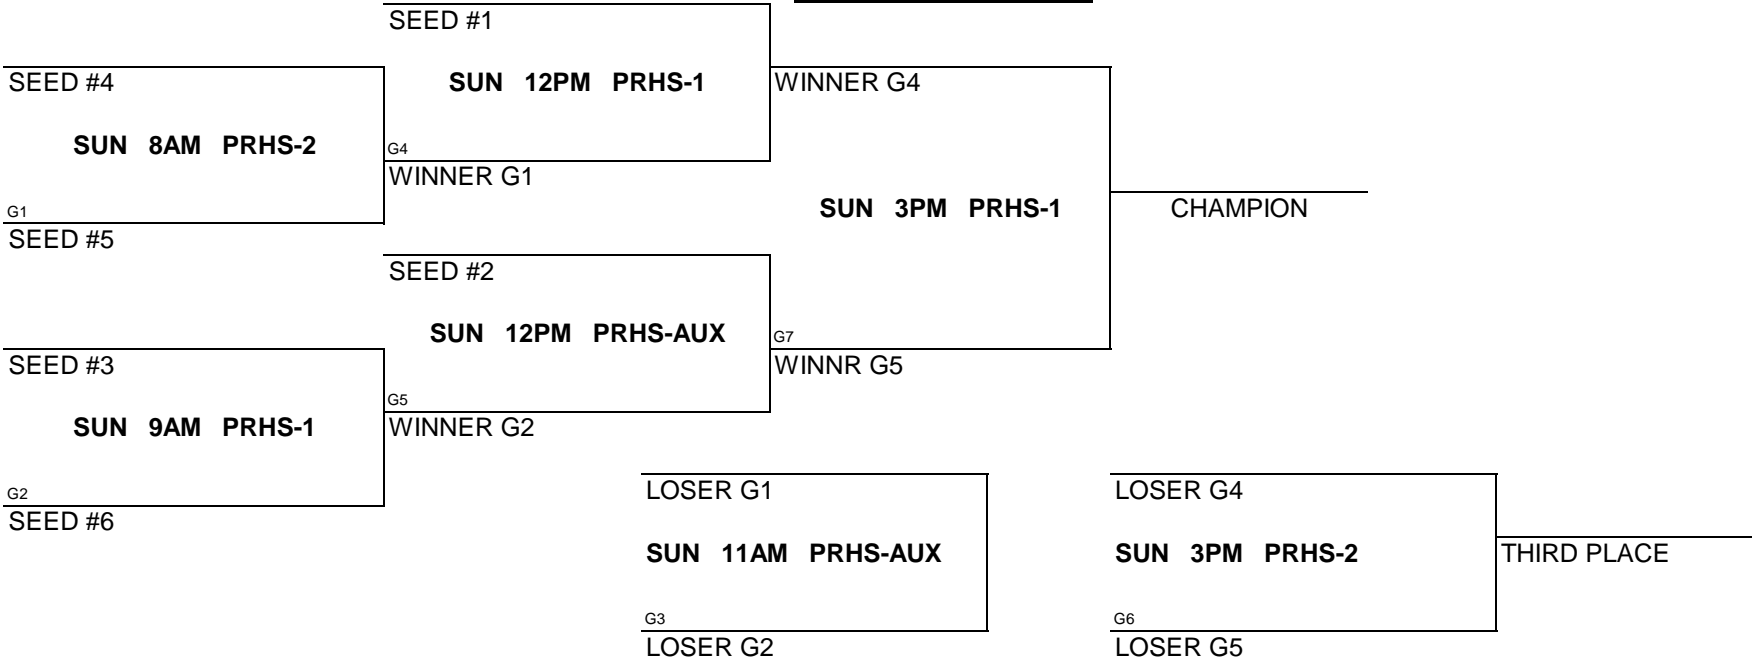 SEED #1
SEED #4
SUN 12PM PRHS-1
WINNER G4
SUN 8AM PRHS-2
G4
WINNER G1
G1
SUN 3PM PRHS-1
CHAMPION
SEED #5
SEED #2
SUN 12PM PRHS-AUX
G7
SEED #3
WINNR G5
G5
SUN 9AM PRHS-1
WINNER G2
G2
LOSER G1
LOSER G4
SEED #6
SUN 11AM PRHS-AUX
SUN 3PM PRHS-2
THIRD PLACE
G3
G6
LOSER G2
LOSER G5